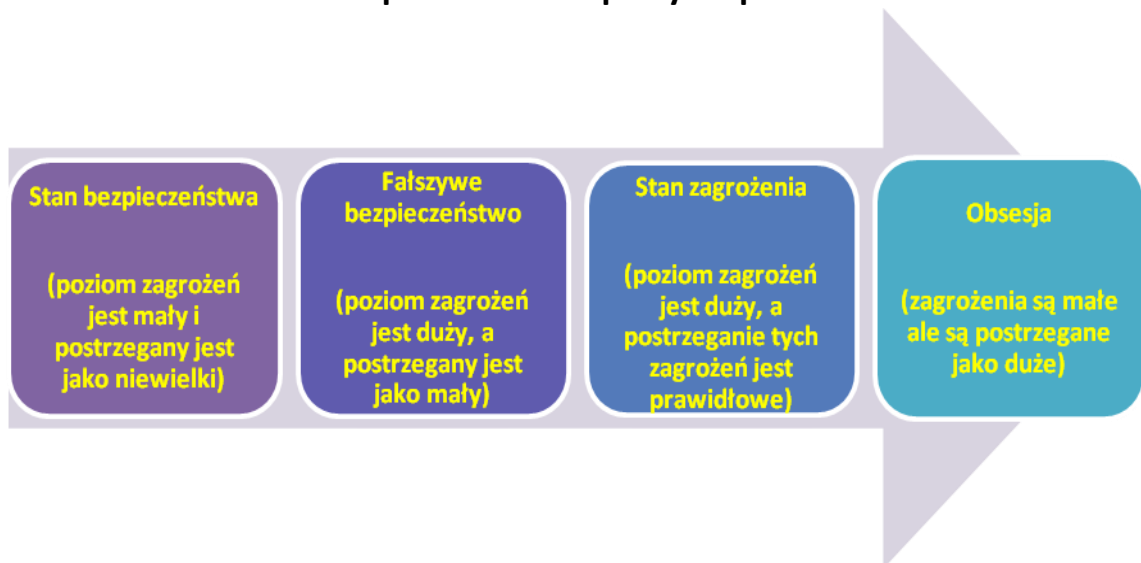 Stan bezpieczeństwa
(poziom zagrożeń
jest mały i
postrzegany jest
jako niewielki)
Fałszywe
bezpieczeństwo
(poziom zagrożeń
jest duży, a
postrzegany jest
jako mały)
Stan zagrożenia
(poziom zagrożeń
jest duży, a
postrzeganie tych
zagrożeń jest
prawidłowe)
Obsesja
(zagrożenia są małe
ale są postrzegane
jako duże)